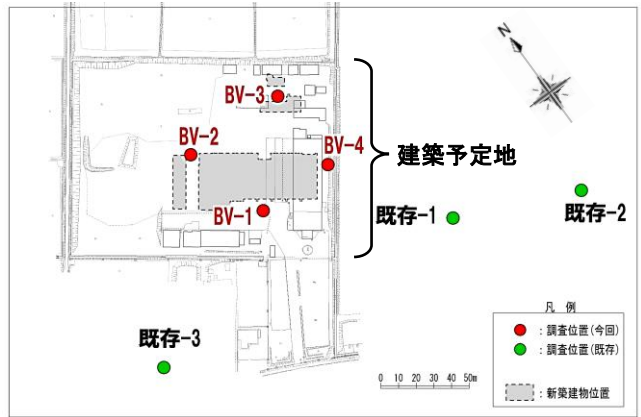 N
BV-3
BV-2
BV-4
建築予定地
BV-1
既存-1
既存-2
既存-3
凡 例
:調査位置(今回)
:調査位置(既存)
:新築建物位置
0 10 20 30 40 50m